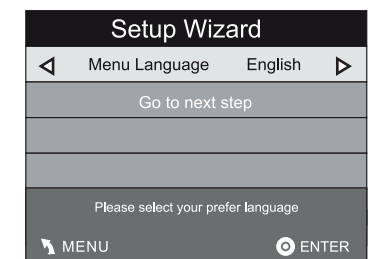 Setup Wizard
Menu Language English
Go to next step
Please select your prefer language
MENU ENTER